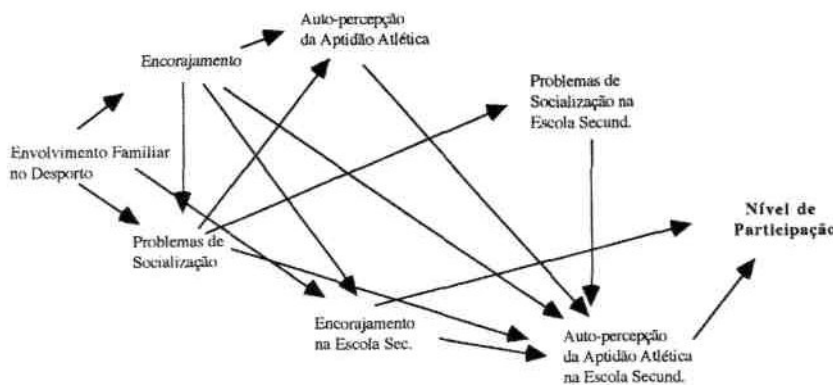 Auto-percepção
da Aptidão Atlética
Encorajamento
Problemas de
Socialização na
Escola Secund.
Envolvimento Familiar
no Desporto
Nível de
Participação
Problemas de
Socialização
Encorajamento
na Escola Sec.
Auto-percepção
da Aptidão Atlética
na Escola Secund.